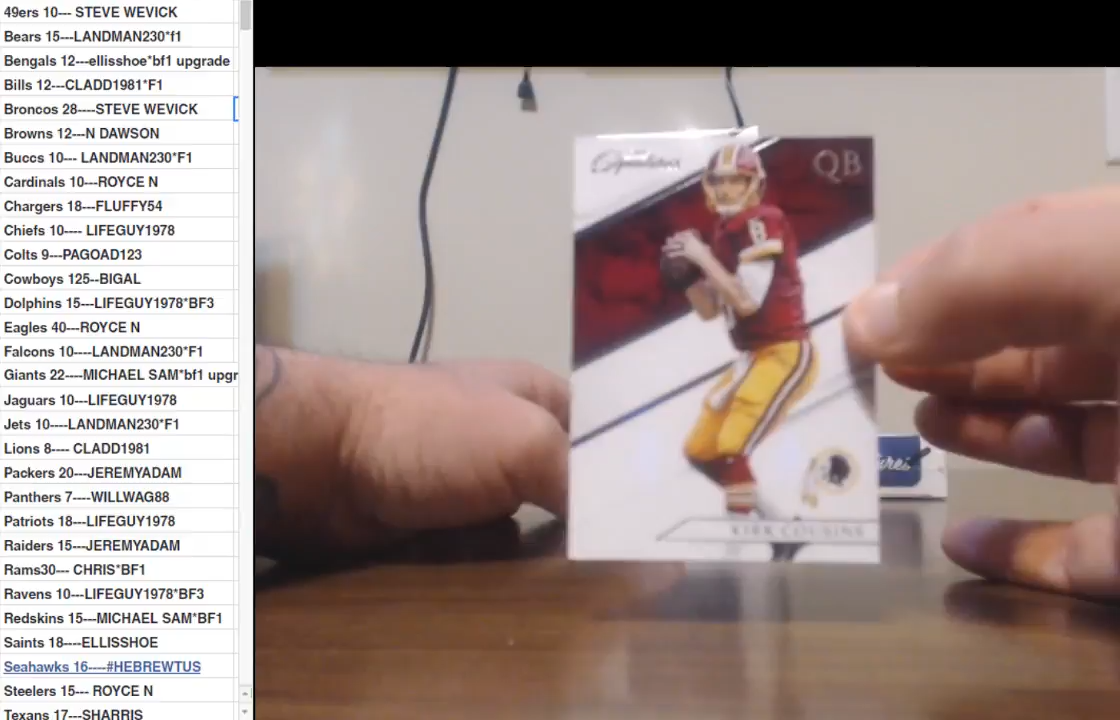 49ers 10--- STEVE WEVICK
Bears 15---LANDMAN230*f1
Bengals 12---ellisshoe*bf1 upgrade
Bills 12---CLADD1981*F1
Broncos 28----STEVE WEVICK
Browns 12---N DAWSON
Buccs 10--- LANDMAN230*F1
Cardinals 10---ROYCE N
Chargers 18---FLUFFY54
Chiefs 10---- LIFEGUY1978
Colts 9---PAGOAD123
Cowboys 125--BIGAL
Dolphins 15---LIFEGUY1978*BF3
Eagles 40---ROYCE N
Falcons 10----LANDMAN230*F1
Giants 22----MICHAEL SAM*bf1 upgr
Jaguars 10---LIFEGUY1978
Jets 10----LANDMAN230*F1
Lions 8---- CLADD1981
Packers 20---JEREMYADAM
Panthers 7----WILLWAG88
Patriots 18----LIFEGUY1978
Raiders 15---JEREMYADAM
Rams30--- CHRIS*BF1
Ravens 10---LIFEGUY1978*BF3
Redskins 15---MICHAEL SAM*BF1
Saints 18----ELLISSHOE
Seahawks 16----#HEBREWTUS
Steelers 15--- ROYCE N
Texans 17---SHARRIS
QB
8
KIRK COUSINS